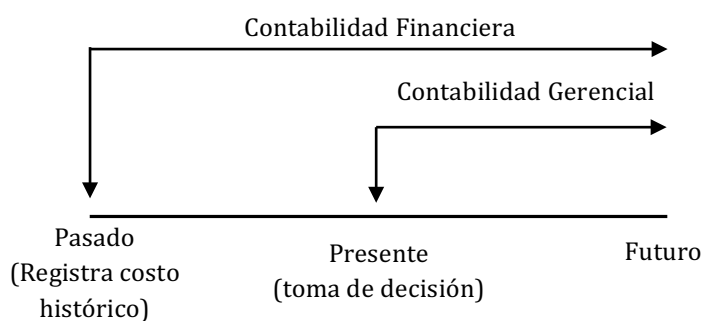 Contabilidad Financiera
Contabilidad Gerencial
Pasado
(Registra costo
histórico)
Presente
(toma de decisión)
Futuro